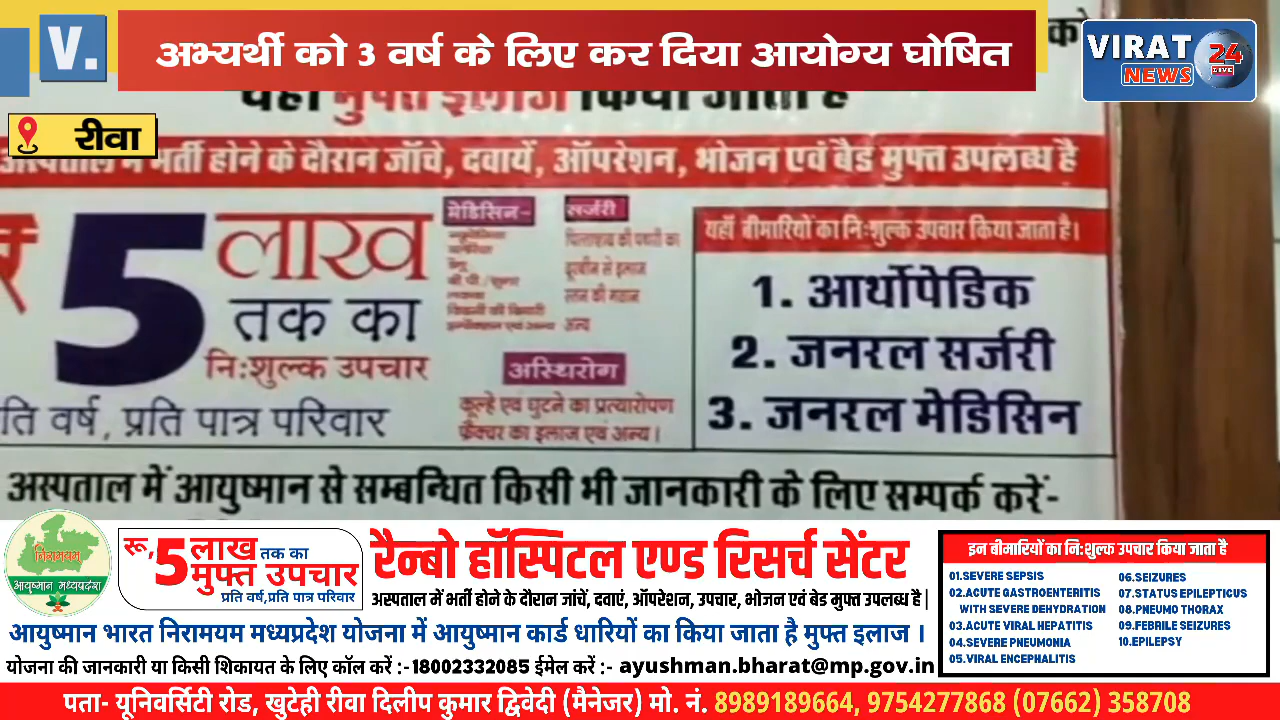 V.
अभ्यर्थी को 3 वर्ष के लिए कर दिया आयोग्य घोषित
को
VIRAT
24
LIVE
NEWS
रीवा
यहाँ मुफ्त इलाज किया जाता है
अस्पताल में भर्ती होने के दौरान जाँचे, दवायें, ऑपरेशन, भोजन एवं बैड मुफ्त उपलब्ध है
₹ 5 लाख
तक का
नि:शुल्क उपचार
ति वर्ष, प्रति पात्र परिवार
मेडिसिन-
सर्जरी
अन्य
अस्थिरोग
कूल्हे एवं घुटने का प्रत्यारोपण
फ्रैक्चर का इलाज एवं अन्य।
यहाँ बीमारियों का नि:शुल्क उपचार किया जाता है।
1. आर्थोपेडिक
2. जनरल सर्जरी
3. जनरल मेडिसिन
अस्पताल में आयुष्मान से सम्बन्धित किसी भी जानकारी के लिए सम्पर्क करें-
निरामयम
आयुष्मान मध्यप्रदेश
रू,5 लाख तक का
मुफ्त उपचार
प्रति वर्ष,प्रति पात्र परिवार
रैन्बो हॉस्पिटल एण्ड रिसर्च सेंटर
अस्पताल में भर्ती होने के दौरान जांचें, दवाएं, ऑपरेशन, उपचार, भोजन एवं बेड मुफ्त उपलब्ध है|
आयुष्मान भारत निरामयम मध्यप्रदेश योजना में आयुष्मान कार्ड धारियों का किया जाता है मुफ्त इलाज ।
योजना की जानकारी या किसी शिकायत के लिए कॉल करें :-18002332085 ईमेल करें :- ayushman.bharat@mp.gov.in
इन बीमारियों का नि:शुल्क उपचार किया जाता है
01.SEVERE SEPSIS
02.ACUTE GASTROENTERITIS
WITH SEVERE DEHYDRATION
03.ACUTE VIRAL HEPATITIS
04.SEVERE PNEUMONIA
05.VIRAL ENCEPHALITIS
06.SEIZURES
07.STATUS EPILEPTICUS
08.PNEUMO THORAX
09.FEBRILE SEIZURES
10.EPILEPSY
पता- यूनिवर्सिटी रोड, खुटेही रीवा दिलीप कुमार द्विवेदी (मैनेजर) मो. नं. 8989189664, 9754277868 (07662) 358708